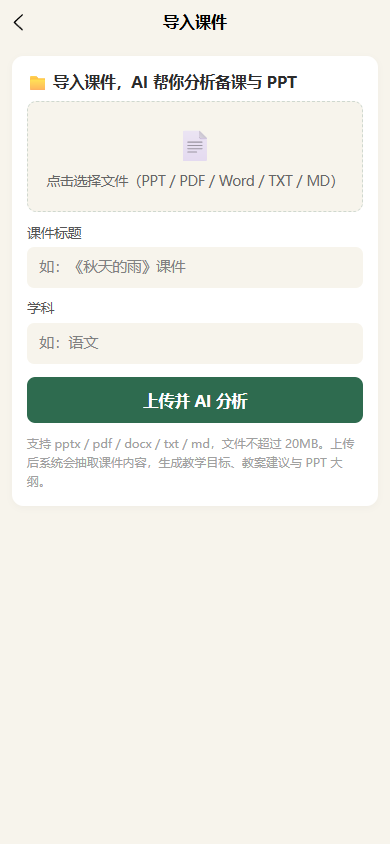 导入课件
导入课件，AI 帮你分析备课与 PPT
点击选择文件（PPT / PDF / Word / TXT / MD）
课件标题
如：《秋天的雨》课件
学科
如：语文
上传并 AI 分析
支持 pptx / pdf / docx / txt / md，文件不超过 20MB。上传
后系统会抽取课件内容，生成教学目标、教案建议与 PPT 大
纲。